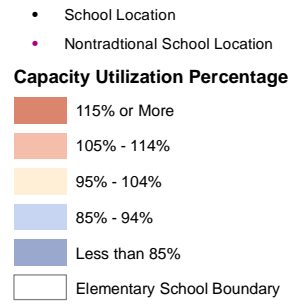 School Location
Nontradtional School Location
Capacity Utilization Percentage
115% or More
105% - 114%
95% - 104%
85% - 94%
Less than 85%
Elementary School Boundary